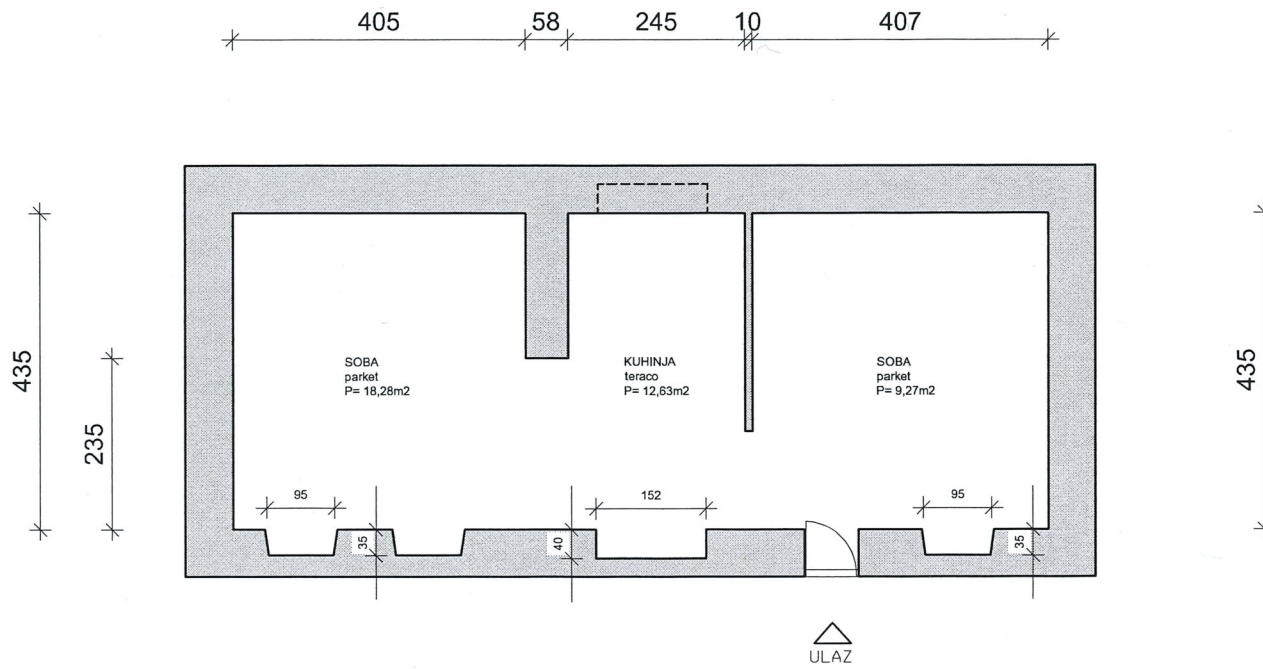 405 58 245 10 407
435
235
435
SOBA
parket
P= 18,28m2
KUHINJA
teraco
P= 12,63m2
SOBA
parket
P= 9,27m2
95
35
40
152
95
35
ULAZ